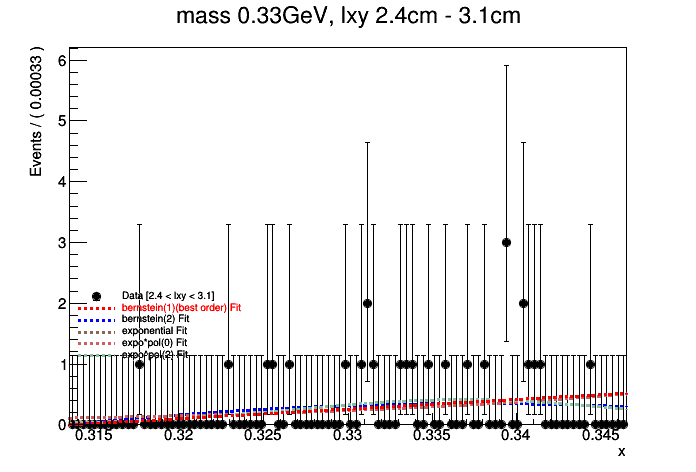 mass 0.33GeV, lxy 2.4cm - 3.1cm
Events / ( 0.00033 )
6
5
4
3
2
1
0
Data [2.4 < lxy < 3.1]
bernstein(1)(best order) Fit
bernstein(2) Fit
exponential Fit
expo*pol(0) Fit
expo*pol(2) Fit
0.315 0.32 0.325 0.33 0.335 0.34 0.345
x